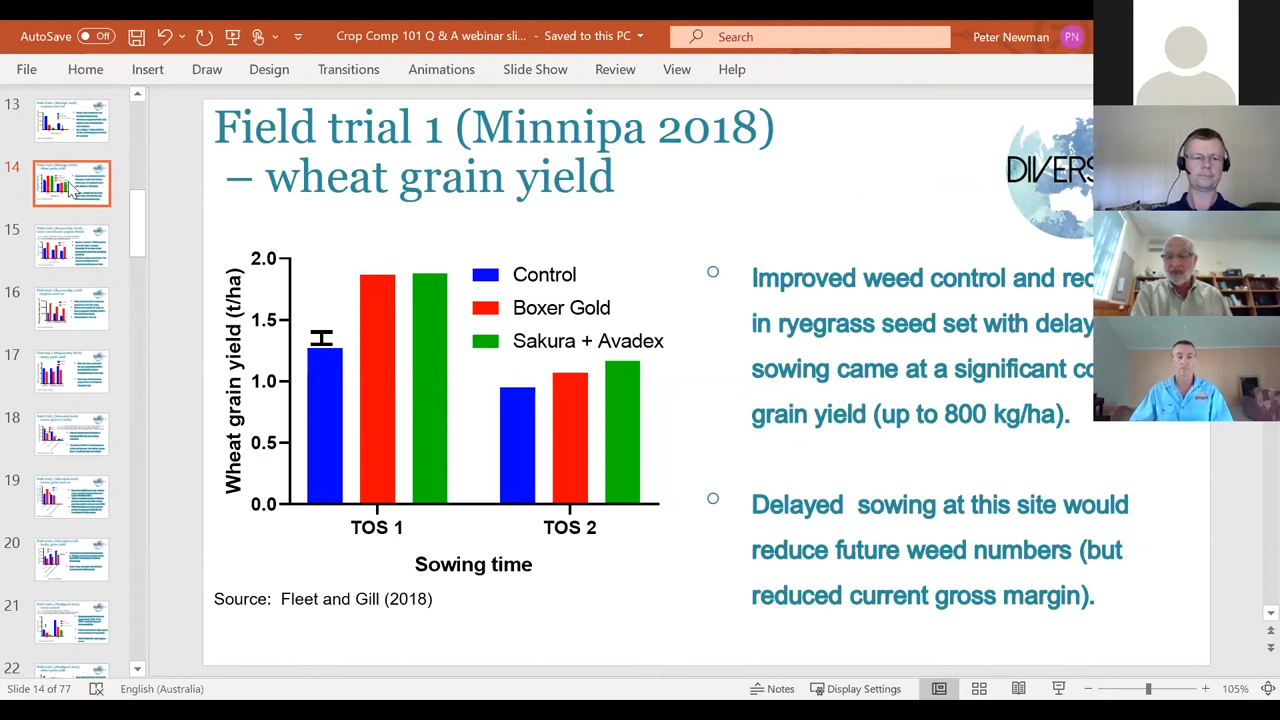 AutoSave Off
Crop Comp 101 Q & A webinar sli... - Saved to this PC
Search
Peter Newman PN
File Home Insert Draw Design Transitions Animations Slide Show Review View Help
13
14
15
16
17
18
19
20
21
22
Field trial 1 (Minnipa 2018)
– wheat grain yield
DIVERS
Wheat grain yield (t/ha)
2.0
1.5
1.0
0.5
0.0
Control
Boxer Gold
Sakura + Avadex
TOS 1 TOS 2
Sowing time
Source: Fleet and Gill (2018)
Improved weed control and
in ryegrass seed set with
sowing came at a significant
grain yield (up to 800 kg/ha).
Delayed sowing at this site would
reduce future weed numbers (but
reduced current gross margin).
Slide 14 of 77 English (Australia)
Notes Display Settings 105%